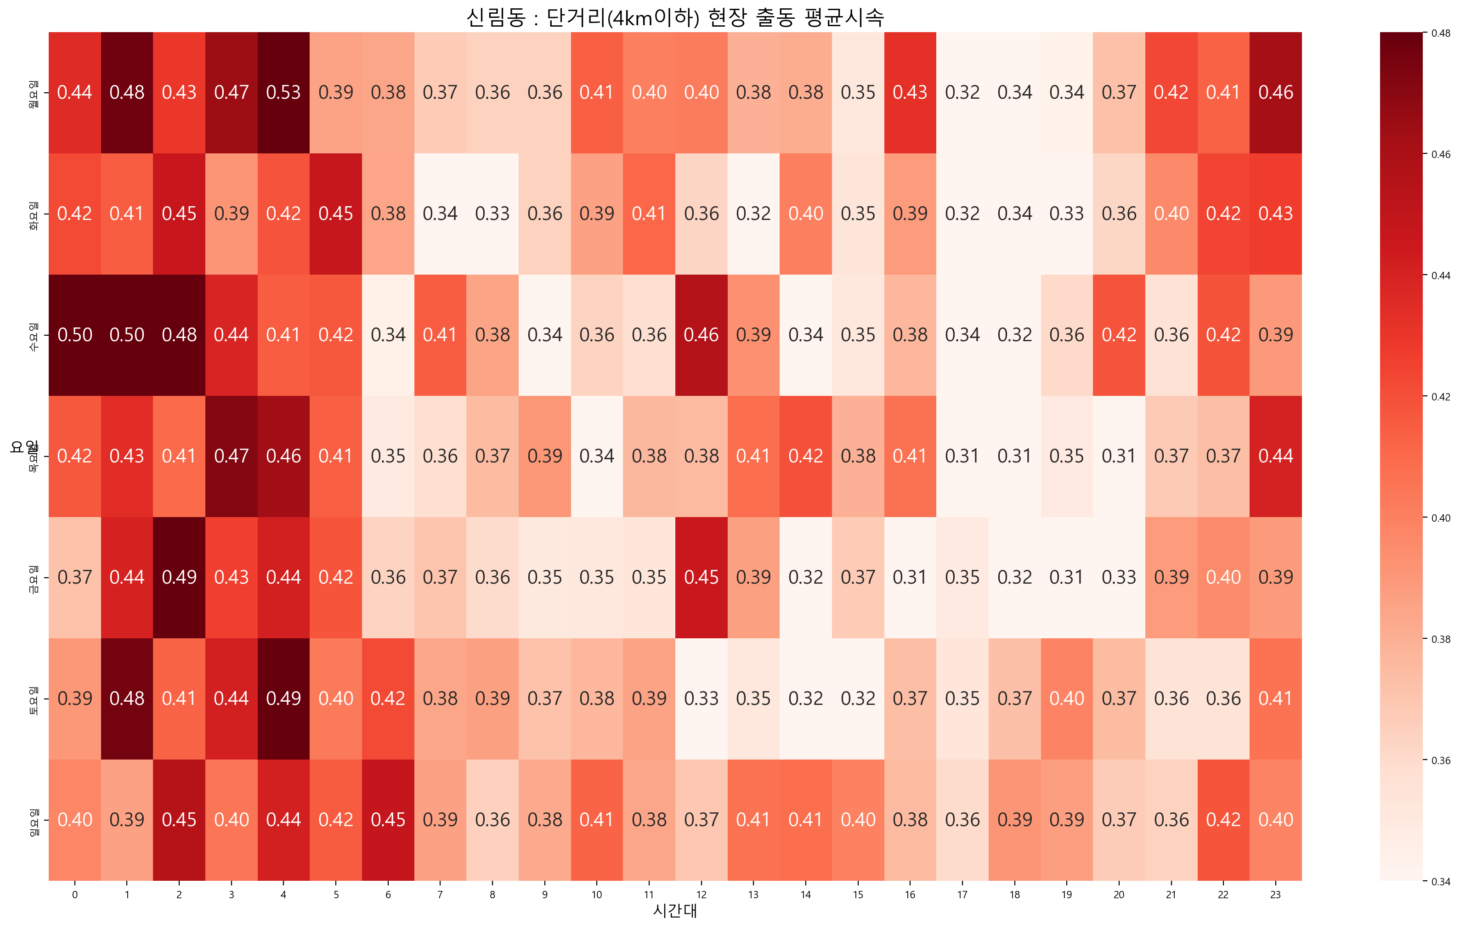 신림동 : 단거리(4km이하) 현장 출동 평균시속
월요일 0.44 0.48 0.43 0.47 0.53 0.39 0.38 0.37 0.36 0.36 0.41 0.40 0.40 0.38 0.38 0.35 0.43 0.32 0.34 0.34 0.37 0.42 0.41 0.46
화요일 0.42 0.41 0.45 0.39 0.42 0.45 0.38 0.34 0.33 0.36 0.39 0.41 0.36 0.32 0.40 0.35 0.39 0.32 0.34 0.33 0.36 0.40 0.42 0.43
수요일 0.50 0.50 0.48 0.44 0.41 0.42 0.34 0.41 0.38 0.34 0.36 0.36 0.46 0.39 0.34 0.35 0.38 0.34 0.32 0.36 0.42 0.36 0.42 0.39
요일
목요일 0.42 0.43 0.41 0.47 0.46 0.41 0.35 0.36 0.37 0.39 0.34 0.38 0.38 0.41 0.42 0.38 0.41 0.31 0.31 0.35 0.31 0.37 0.37 0.44
금요일 0.37 0.44 0.49 0.43 0.44 0.42 0.36 0.37 0.36 0.35 0.35 0.35 0.45 0.39 0.32 0.37 0.31 0.35 0.32 0.31 0.33 0.39 0.40 0.39
토요일 0.39 0.48 0.41 0.44 0.49 0.40 0.42 0.38 0.39 0.37 0.38 0.39 0.33 0.35 0.32 0.32 0.37 0.35 0.37 0.40 0.37 0.36 0.36 0.41
일요일 0.40 0.39 0.45 0.40 0.44 0.42 0.45 0.39 0.36 0.38 0.41 0.38 0.37 0.41 0.41 0.40 0.38 0.36 0.39 0.39 0.37 0.36 0.42 0.40
0 1 2 3 4 5 6 7 8 9 10 11 12 13 14 15 16 17 18 19 20 21 22 23
시간대
0.48
0.46
0.44
0.42
0.40
0.38
0.36
0.34